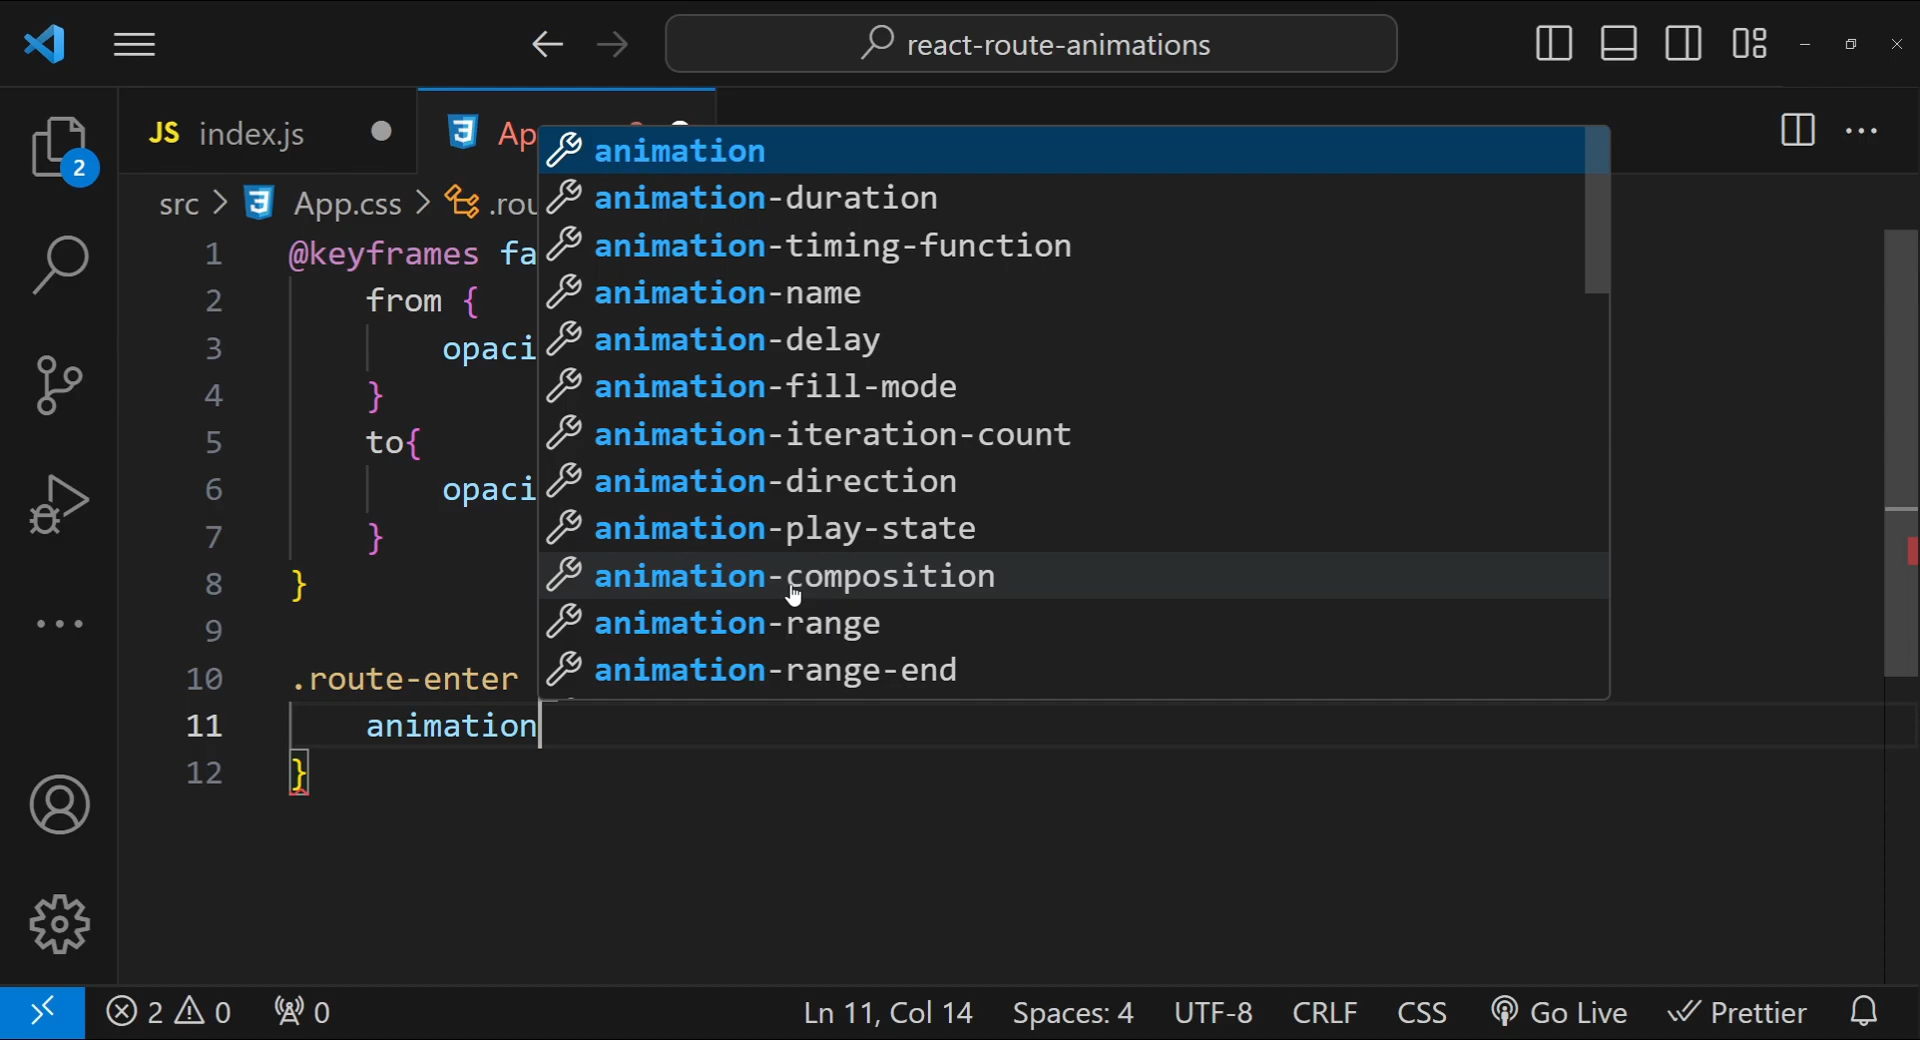 react-route-animations
JS index.js
2
src > App.css > .rou
1 @keyframes fa
2 from {
3 opaci
4 }
5 to{
6 opaci
7 }
8 }
9
10 .route-enter
11 animation
12 }
animation
animation-duration
animation-timing-function
animation-name
animation-delay
animation-fill-mode
animation-iteration-count
animation-direction
animation-play-state
animation-composition
animation-range
animation-range-end
2 0 0 Ln 11, Col 14 Spaces: 4 UTF-8 CRLF CSS Go Live Prettier